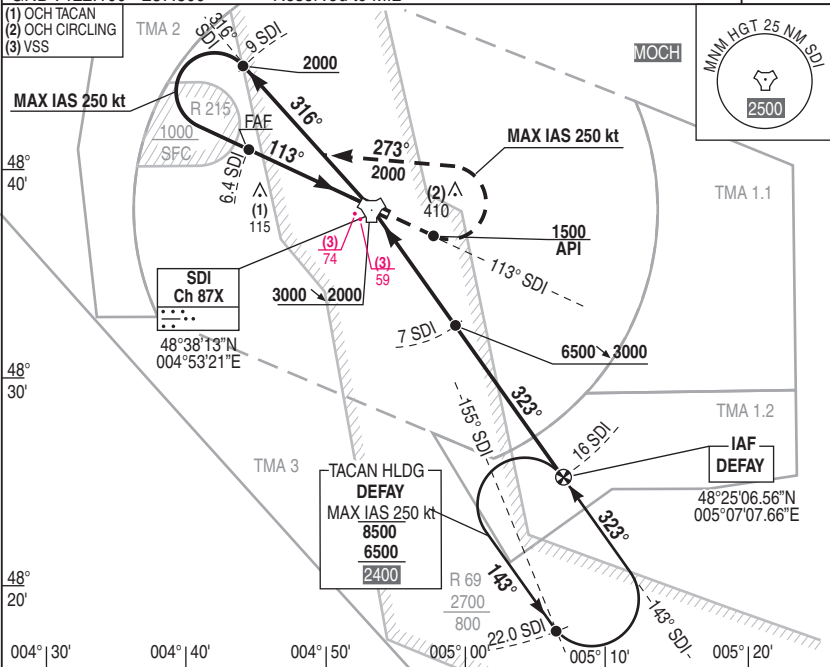 (1) OCH TACAN
(2) OCH CIRCLING
(3) VSS
TMA 2
316°
SDI
9 SDI
2000
MOCH
MNM HGT 25 NM SDI
2500
MAX IAS 250 kt
R 215
1000
SFC
FAF
316°
113°
6.4 SDI
273°
2000
MAX IAS 250 kt
48°
40'
(1)
115
(2)
410
TMA 1.1
1500
API
113° SDI
(3)
74
(3)
59
SDI
Ch 87X
48°38'13"N
004°53'21"E
3000 ↘ 2000
7 SDI
6500 ↘ 3000
48°
30'
323°
TMA 1.2
155° SDI
16 SDI
IAF
DEFAY
48°25'06.56"N
005°07'07.66"E
TMA 3
TACAN HLDG
DEFAY
MAX IAS 250 kt
8500
6500
2400
323°
143°
R 69
2700
800
143° SDI
22.0 SDI
48°
20'
004°30'
004°40'
004°50'
005°00'
005°10'
005°20'